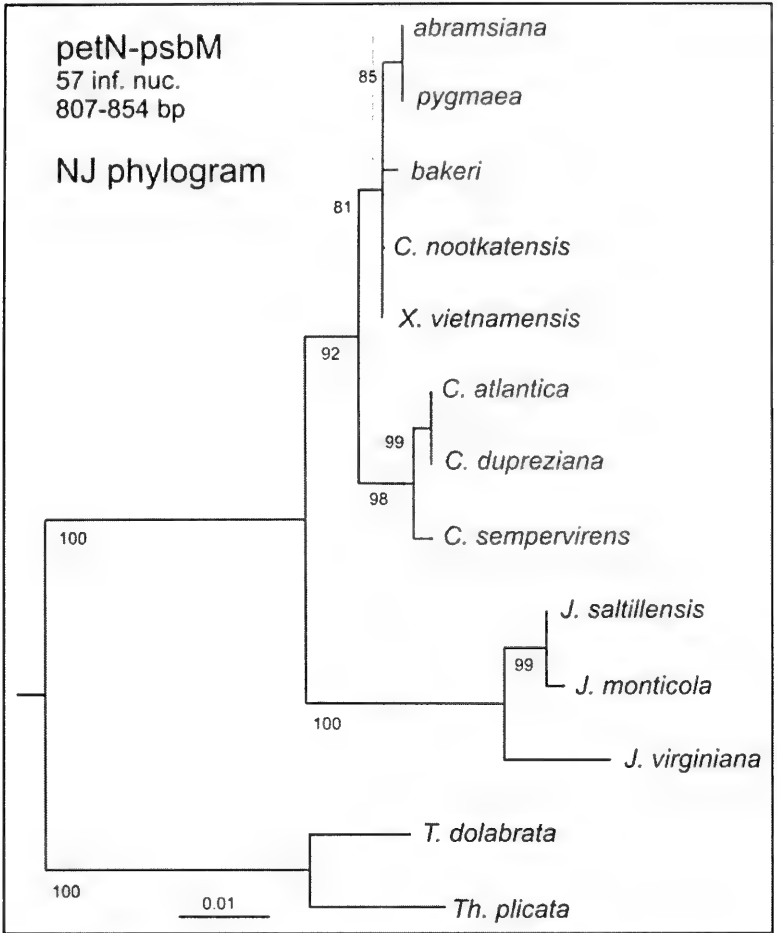 petN-psbM
57 inf. nuc.
807-854 bp
NJ phylogram
abramsiana
85
pygmaea
bakeri
81
C. nootkatensis
X. vietnamensis
92
C. atlantica
99
C. dupreziana
98
C. sempervirens
100
J. saltillensis
99
J. monticola
100
J. virginiana
T. dolabrata
100
0.01
Th. plicata